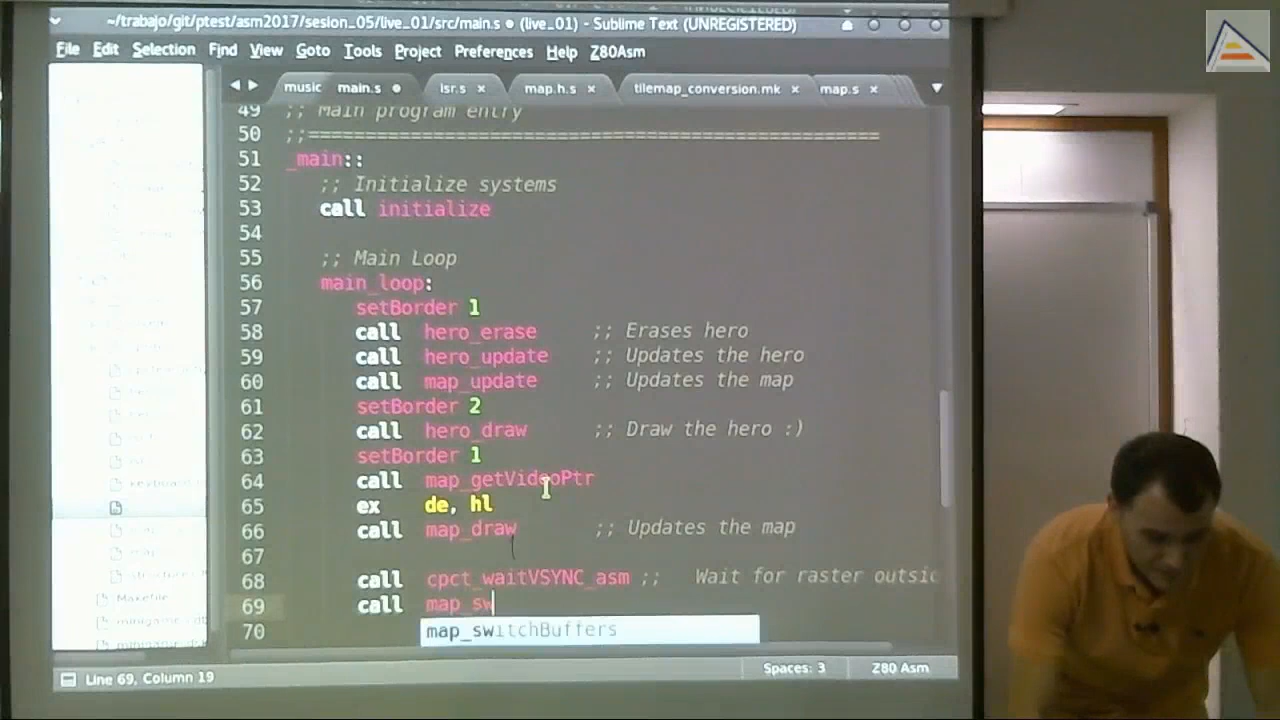 ~/trabajo/git/ptest/asm2017/sesion_05/live_01/src/main.s ● (live_01) - Sublime Text (UNREGISTERED)
File Edit Selection Find View Goto Tools Project Preferences Help Z80Asm
music main.s lsr.s map.h.s tilemap_conversion.mk map.s
49 ;; Main program entry
50 ;;==================================================
51 _main::
52 ;; Initialize systems
53 call initialize
54
55 ;; Main Loop
56 main_loop:
57 setBorder 1
58 call hero_erase ;; Erases hero
59 call hero_update ;; Updates the hero
60 call map_update ;; Updates the map
61 setBorder 2
62 call hero_draw ;; Draw the hero :)
63 setBorder 1
64 call map_getVideoPtr
65 ex de, hl
66 call map_draw ;; Updates the map
67
68 call cpct_waitVSYNC_asm ;; Wait for raster outsid
69 call map_sw
70 map_switchBuffers
Makefile
Line 69, Column 19 Spaces: 3 Z80 Asm